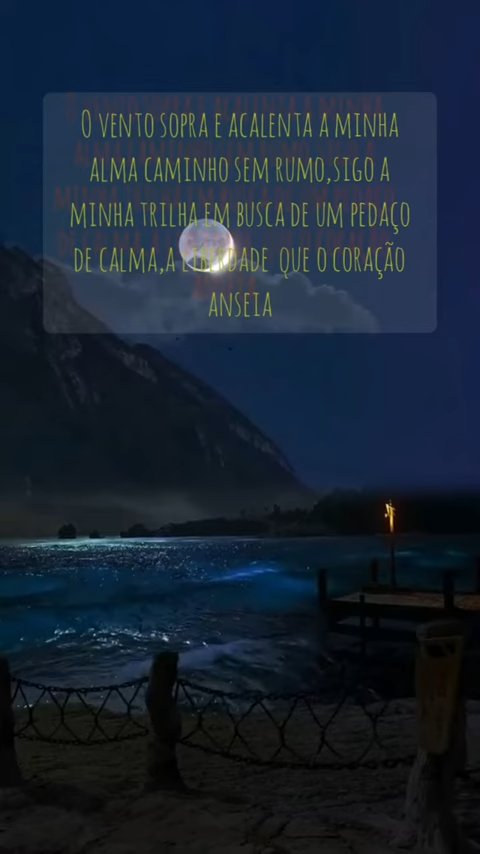 O VENTO SOPRA E ACALENTA A MINHA
ALMA CAMINHO SEM RUMO,SIGO A
MINHA TRILHA EM BUSCA DE UM PEDAÇO
DE CALMA,A LIBERDADE QUE O CORAÇÃO
ANSEIA